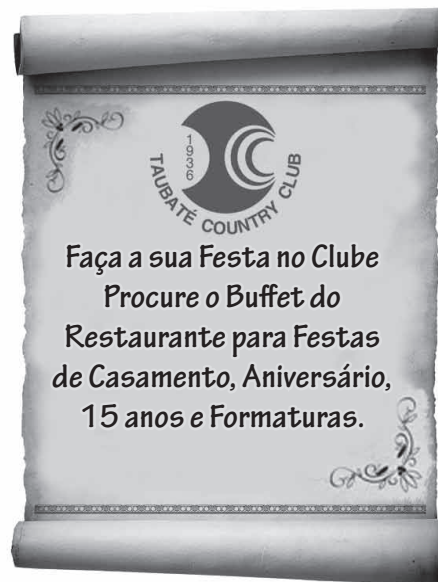 1936
TAUBATÉ COUNTRY CLUB
Faça a sua Festa no Clube
Procure o Buffet do
Restaurante para Festas
de Casamento, Aniversário,
15 anos e Formaturas.